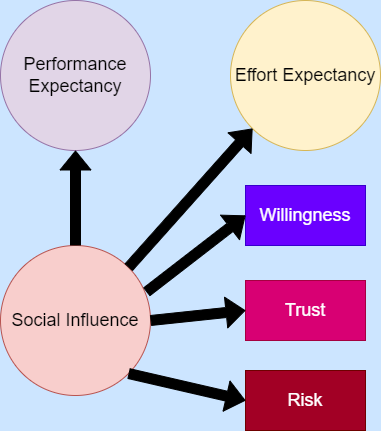 Performance
Expectancy
Effort Expectancy
Willingness
Social Influence
Trust
Risk